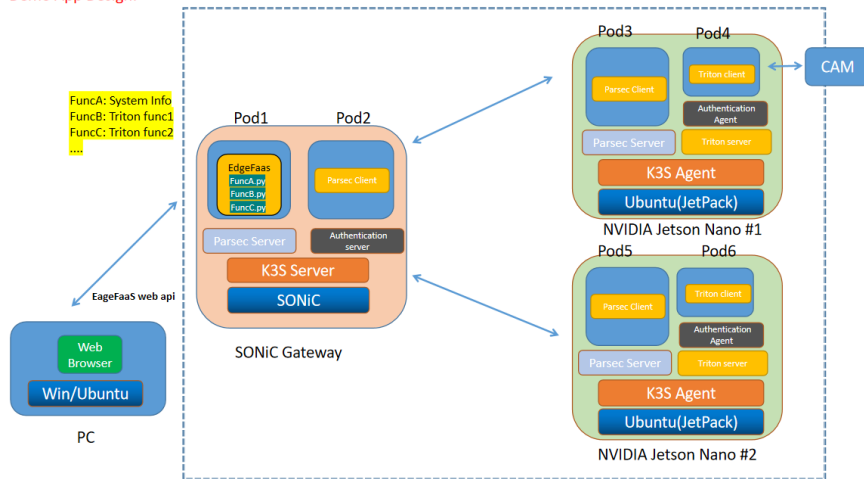 FuncA: System Info
FuncB: Triton func1
FuncC: Triton func2
....
Pod1
Pod2
EdgeFaas
FuncA.py
FuncB.py
FuncC.py
Parsec Client
Parsec Server
Authentication
server
K3S Server
SONiC
SONiC Gateway
EageFaaS web api
Web
Browser
Win/Ubuntu
PC
Pod3
Pod4
Parsec Client
Triton client
Authentication
Agent
Parsec Server
Triton server
K3S Agent
Ubuntu(JetPack)
NVIDIA Jetson Nano #1
CAM
Pod5
Pod6
Parsec Client
Triton client
Authentication
Agent
Parsec Server
Triton server
K3S Agent
Ubuntu(JetPack)
NVIDIA Jetson Nano #2